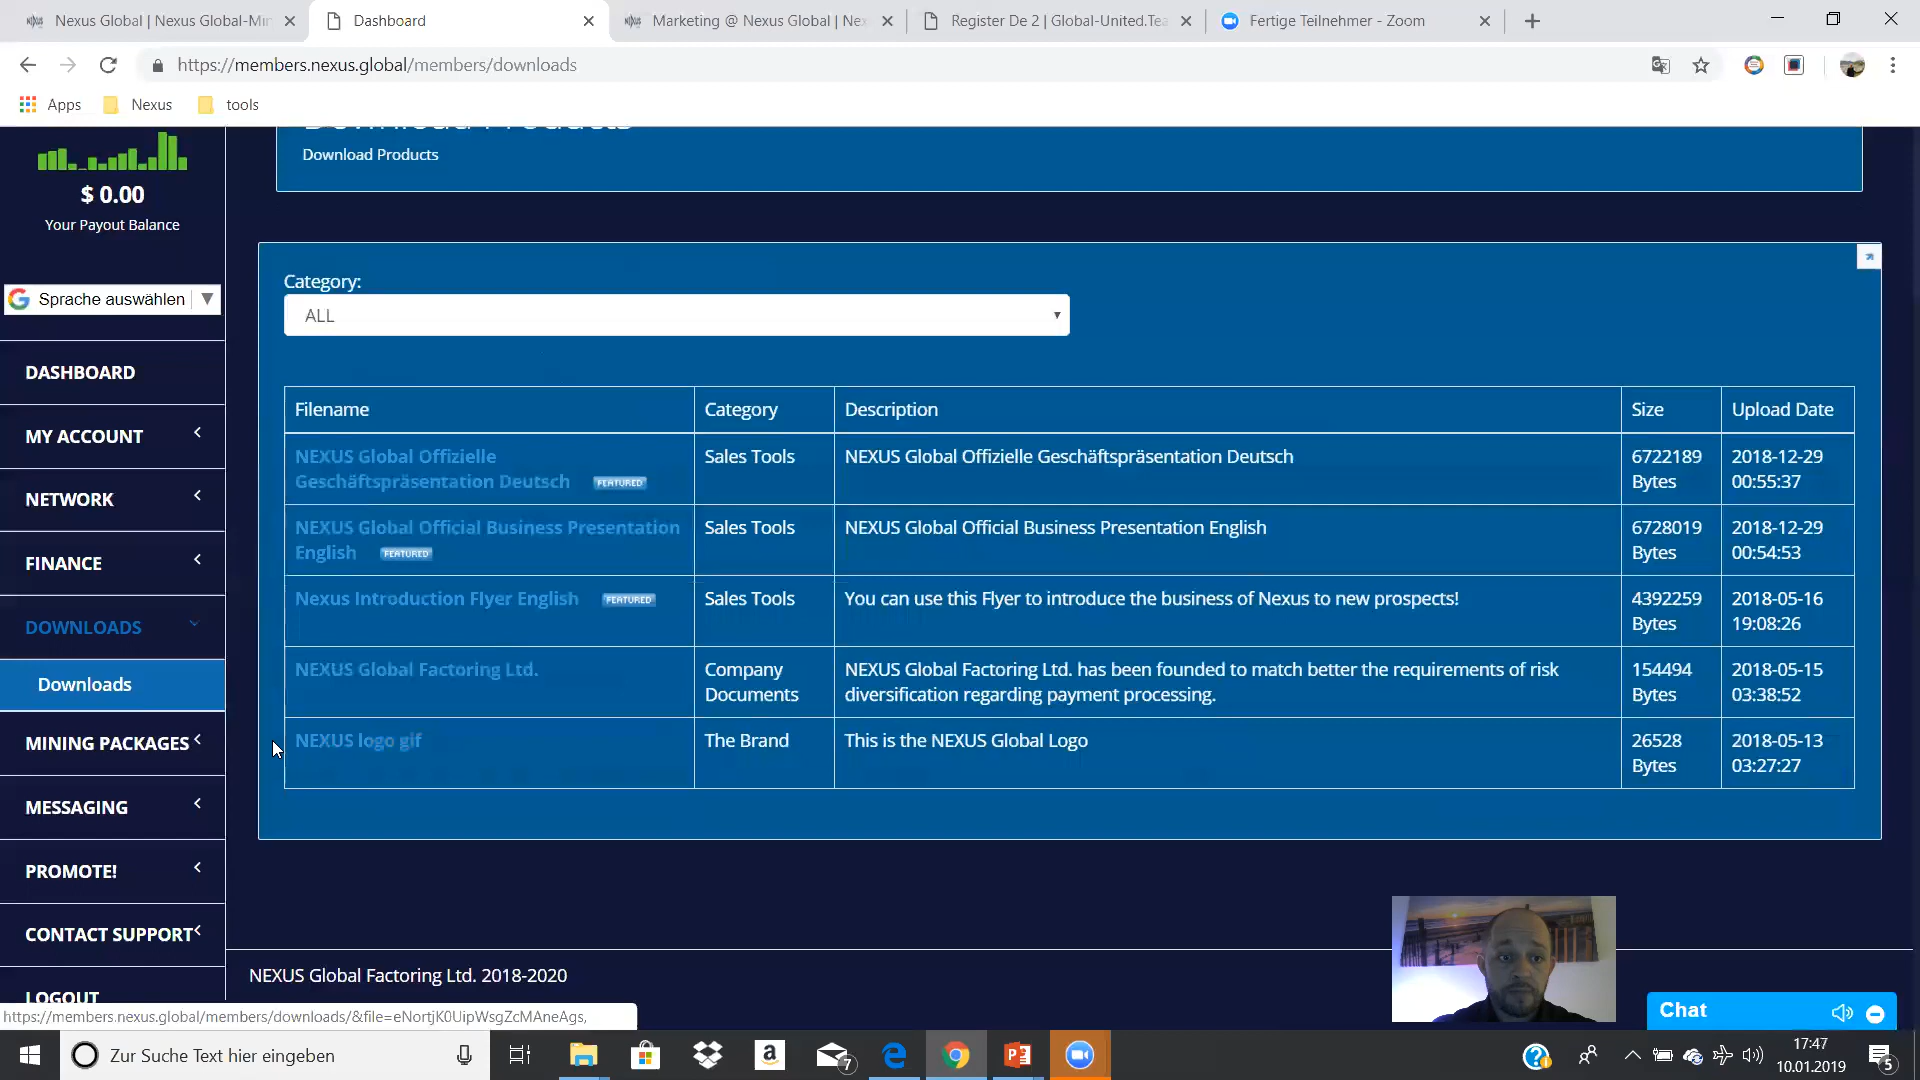 Nexus Global | Nexus Global-Min
Dashboard
Marketing @ Nexus Global | Nex
Register De 2 | Global-United.Tea
Fertige Teilnehmer - Zoom
https://members.nexus.global/members/downloads
Apps
Nexus
tools
Download Products
Download Products
$ 0.00
Your Payout Balance
Sprache auswählen
DASHBOARD
MY ACCOUNT
NETWORK
FINANCE
DOWNLOADS
Downloads
MINING PACKAGES
MESSAGING
PROMOTE!
CONTACT SUPPORT
LOGOUT
Category:
ALL
Filename Category Description Size Upload Date
NEXUS Global Offizielle Sales Tools NEXUS Global Offizielle Geschäftspräsentation Deutsch 6722189 2018-12-29
Geschäftspräsentation Deutsch FEATURED Bytes 00:55:37
NEXUS Global Official Business Presentation Sales Tools NEXUS Global Official Business Presentation English 6728019 2018-12-29
English FEATURED Bytes 00:54:53
Nexus Introduction Flyer English FEATURED Sales Tools You can use this Flyer to introduce the business of Nexus to new prospects! 4392259 2018-05-16
Bytes 19:08:26
NEXUS Global Factoring Ltd. Company NEXUS Global Factoring Ltd. has been founded to match better the requirements of risk 154494 2018-05-15
Documents diversification regarding payment processing. Bytes 03:38:52
NEXUS logo gif The Brand This is the NEXUS Global Logo 26528 2018-05-13
Bytes 03:27:27
NEXUS Global Factoring Ltd. 2018-2020
https://members.nexus.global/members/downloads/&file=eNortjK0UipWsgZcMAneAgs,
Chat
Zur Suche Text hier eingeben
7
17:47
10.01.2019
5